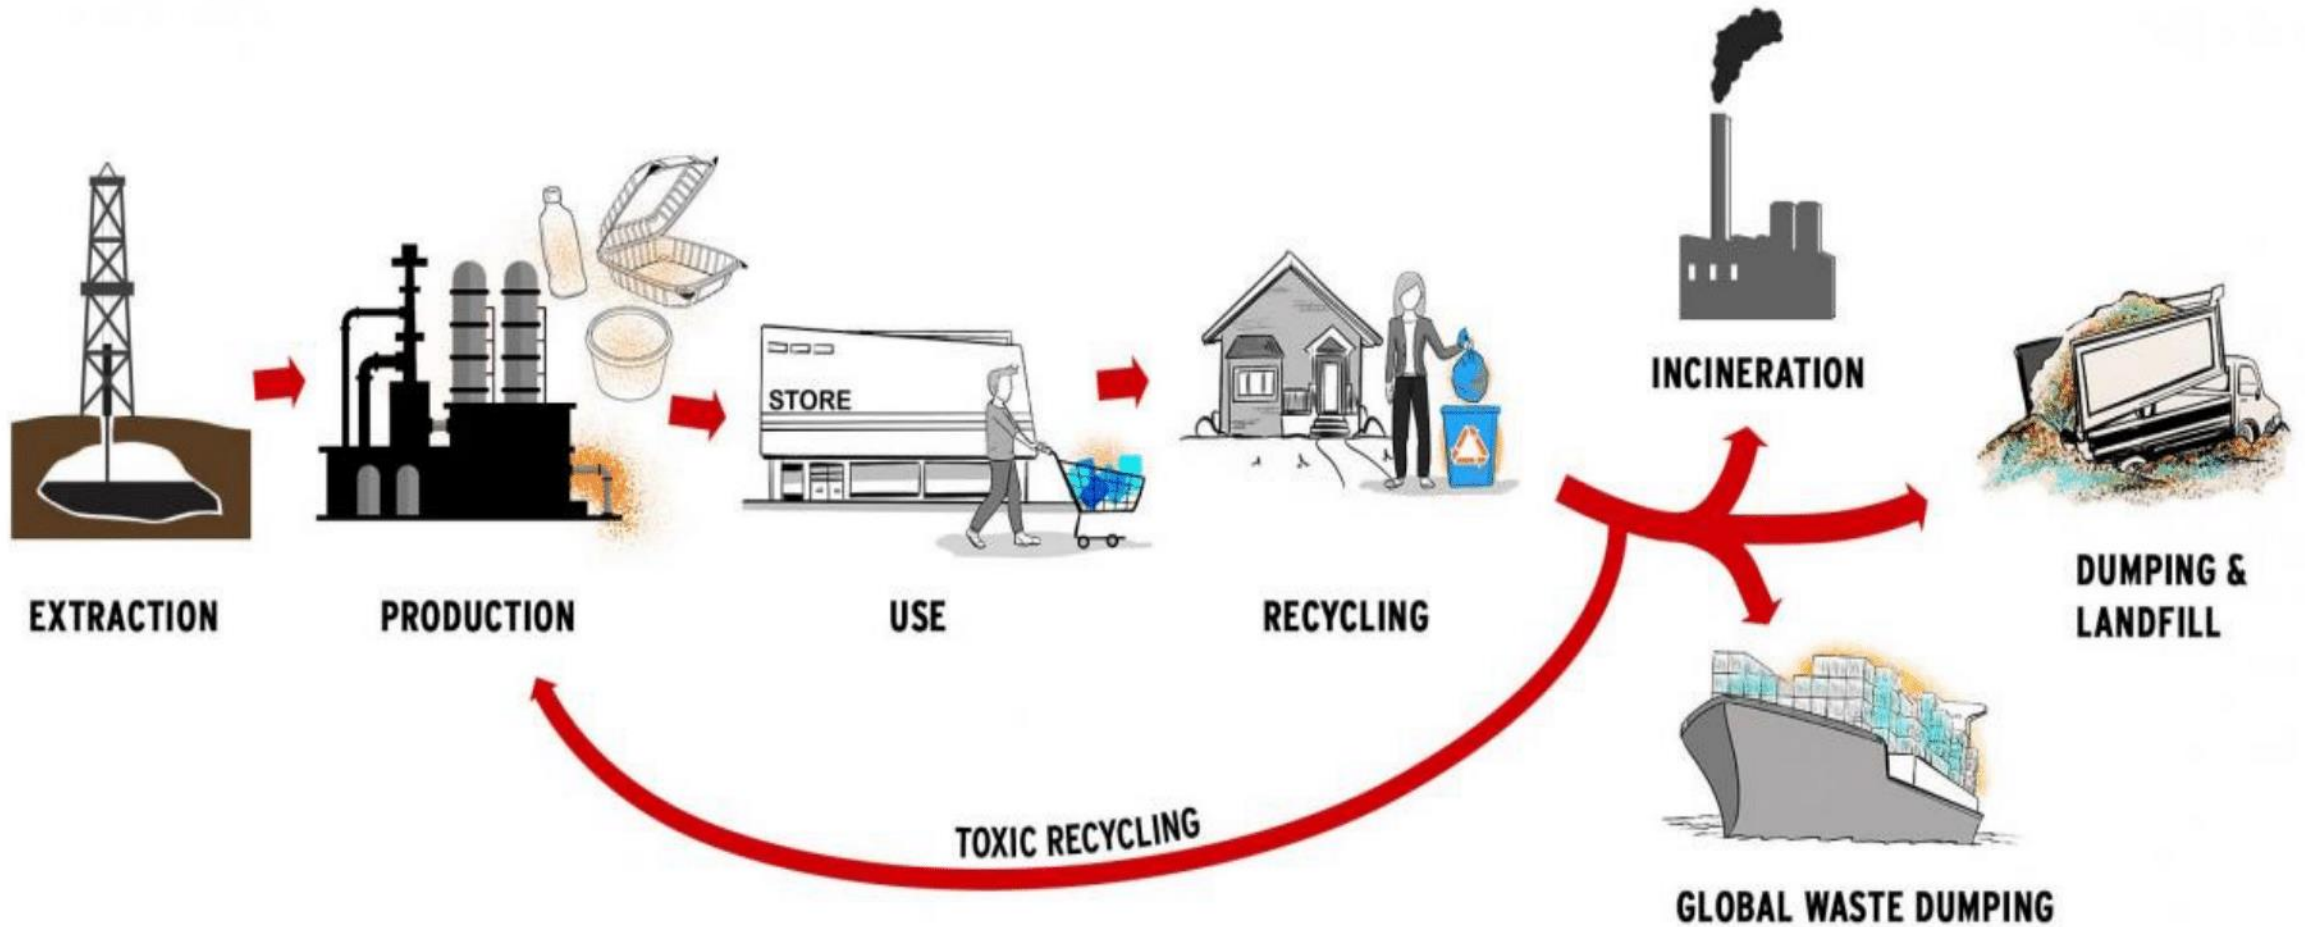 EXTRACTION
PRODUCTION
STORE
USE
RECYCLING
INCINERATION
DUMPING &
LANDFILL
TOXIC RECYCLING
GLOBAL WASTE DUMPING